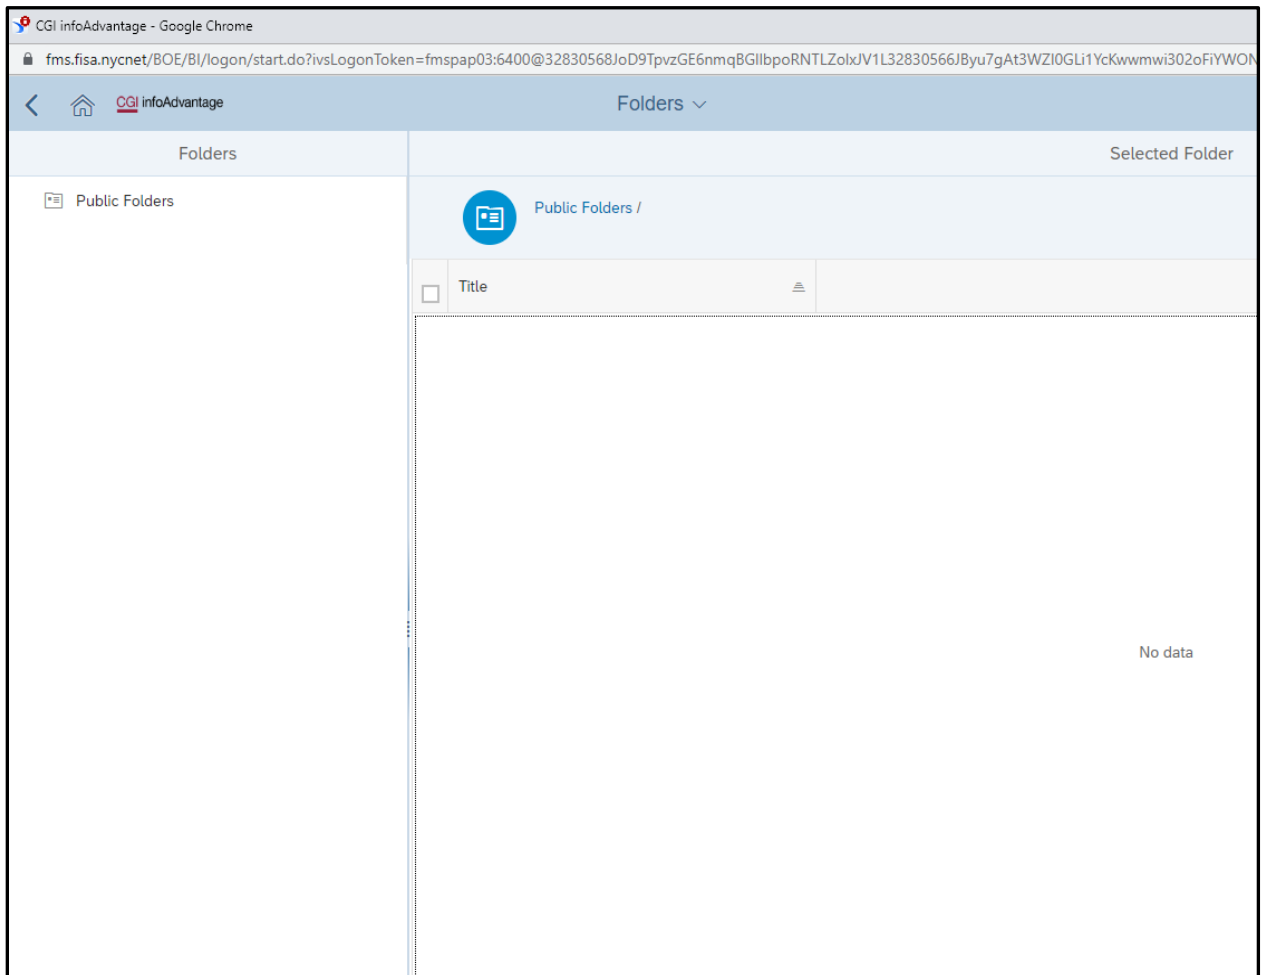 CGI infoAdvantage - Google Chrome
fms.fisa.nycnet/BOE/BI/logon/start.do?ivsLogonToken=fmspap03:6400@32830568JoD9TpvzGE6nmqBGIlbpoRNTLZolxJV1L32830566JByu7gAt3WZI0GLi1YcKwwmwi302oFiYWON
CGI infoAdvantage
Folders
Folders
Selected Folder
Public Folders
Public Folders /
Title
No data